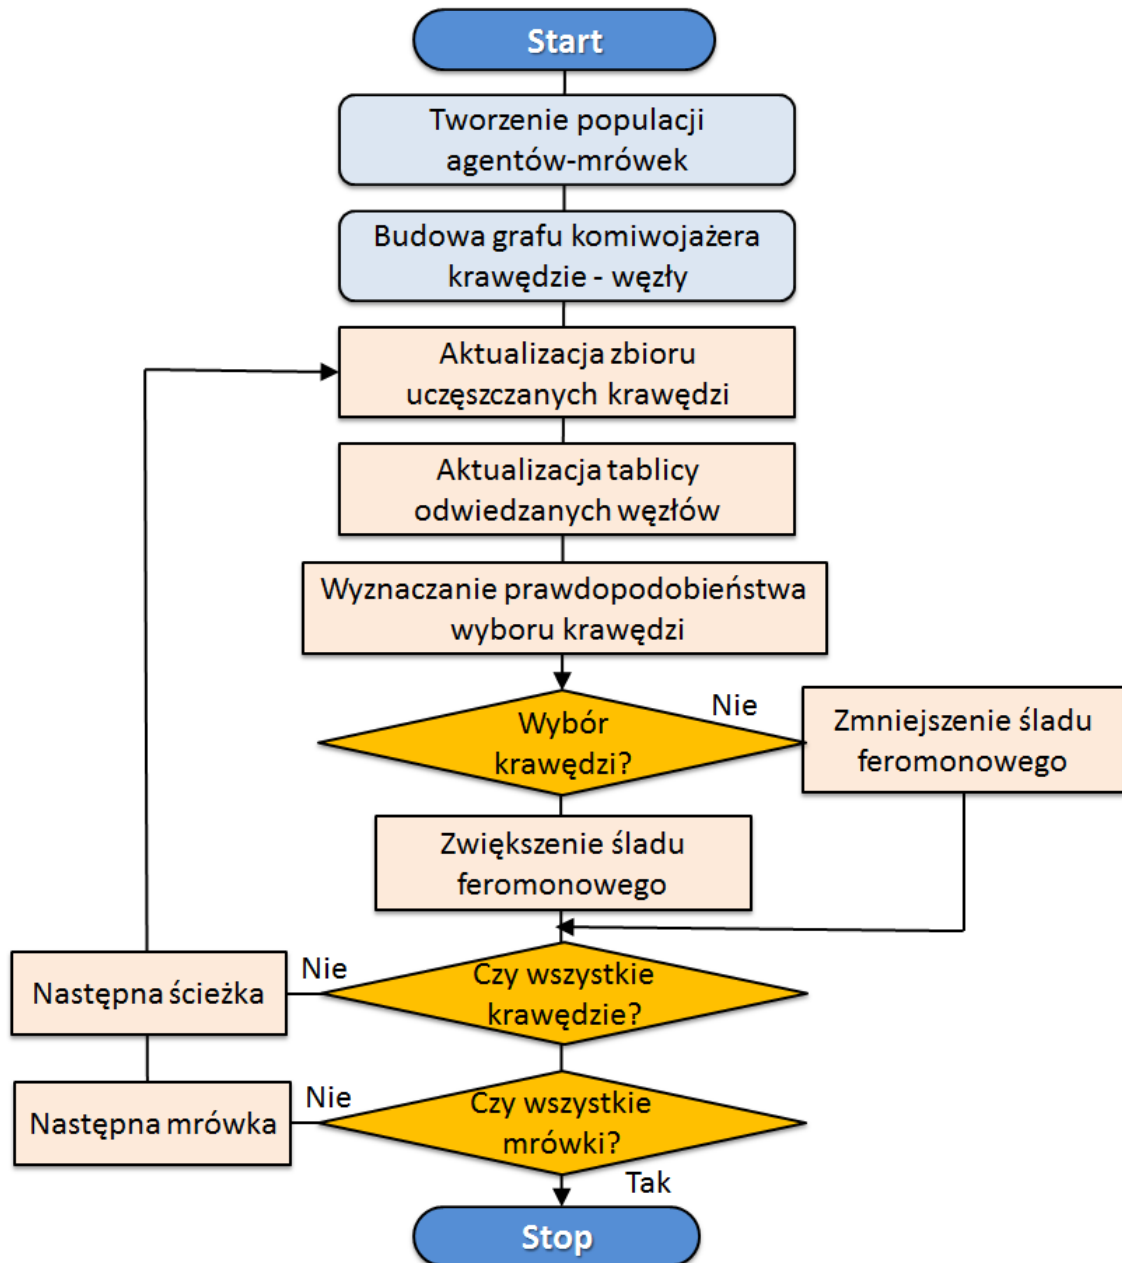 Start
Tworzenie populacji
agentów-mrówek
Budowa grafu komiwojażera
krawędzie - węzły
Aktualizacja zbioru
uczęszczanych krawędzi
Aktualizacja tablicy
odwiedzanych węzłów
Wyznaczanie prawdopodobieństwa
wyboru krawędzi
Wybór
krawędzi?
Nie
Zmniejszenie śladu
feromonowego
Zwiększenie śladu
feromonowego
Czy wszystkie
krawędzie?
Nie
Następna ścieżka
Czy wszystkie
mrówki?
Nie
Następna mrówka
Tak
Stop